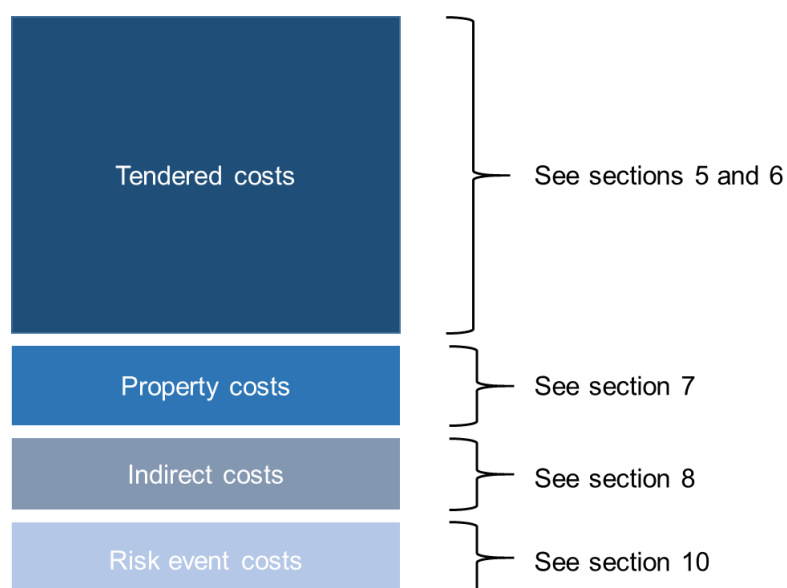 Tendered costs
See sections 5 and 6
Property costs
See section 7
Indirect costs
See section 8
Risk event costs
See section 10